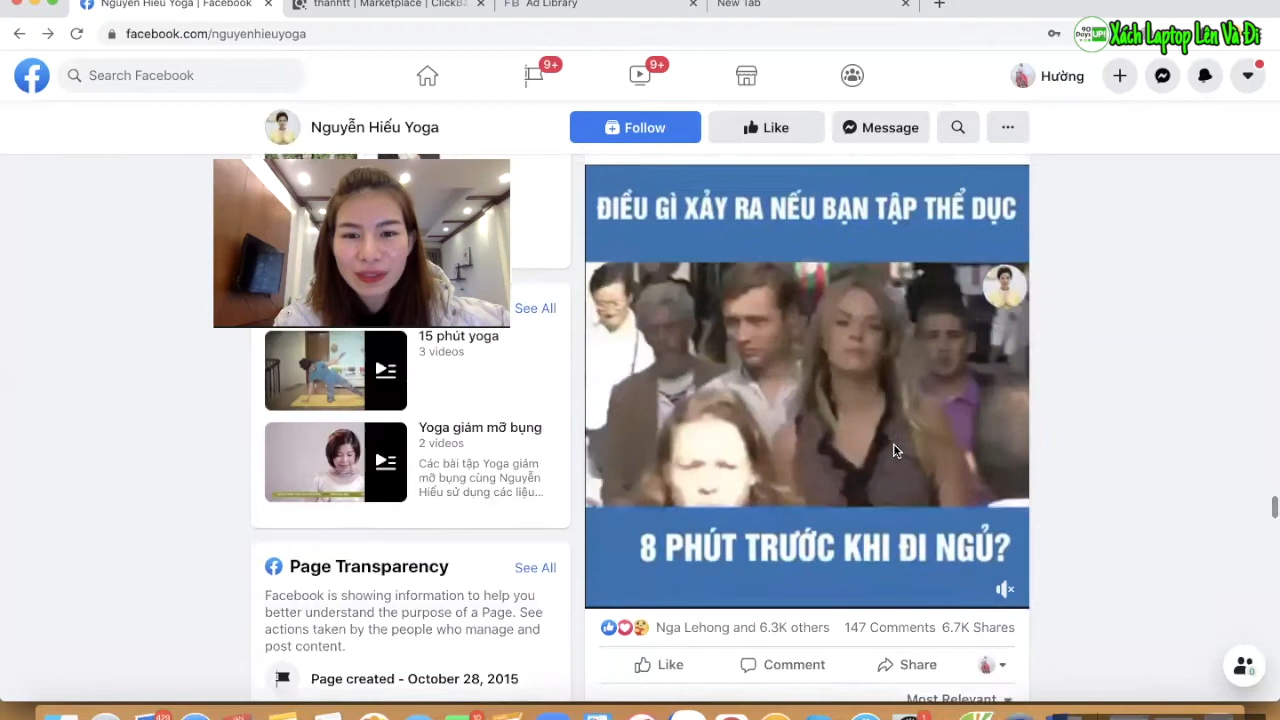 Nguyen Hieu Yoga | Facebook
thanhtt | Marketplace | ClickBa
Ad Library
New Tab
facebook.com/nguyenhieuyoga
90
Days
UP!
Xách Laptop Lên Và Đi
Search Facebook
9+
9+
Hường
Nguyễn Hiếu Yoga
Follow
Like
Message
ĐIỀU GÌ XẢY RA NẾU BẠN TẬP THỂ DỤC
8 PHÚT TRƯỚC KHI ĐI NGỦ?
See All
15 phút yoga
3 videos
Yoga giảm mỡ bụng
2 videos
Các bài tập Yoga giảm
mỡ bụng cùng Nguyễn
Hiếu sử dụng các liệu...
Page Transparency
See All
Facebook is showing information to help you
better understand the purpose of a Page. See
actions taken by the people who manage and
post content.
Page created - October 28, 2015
Nga Lehong and 6.3K others
147 Comments
6.7K Shares
Like
Comment
Share
Most Relevant
0